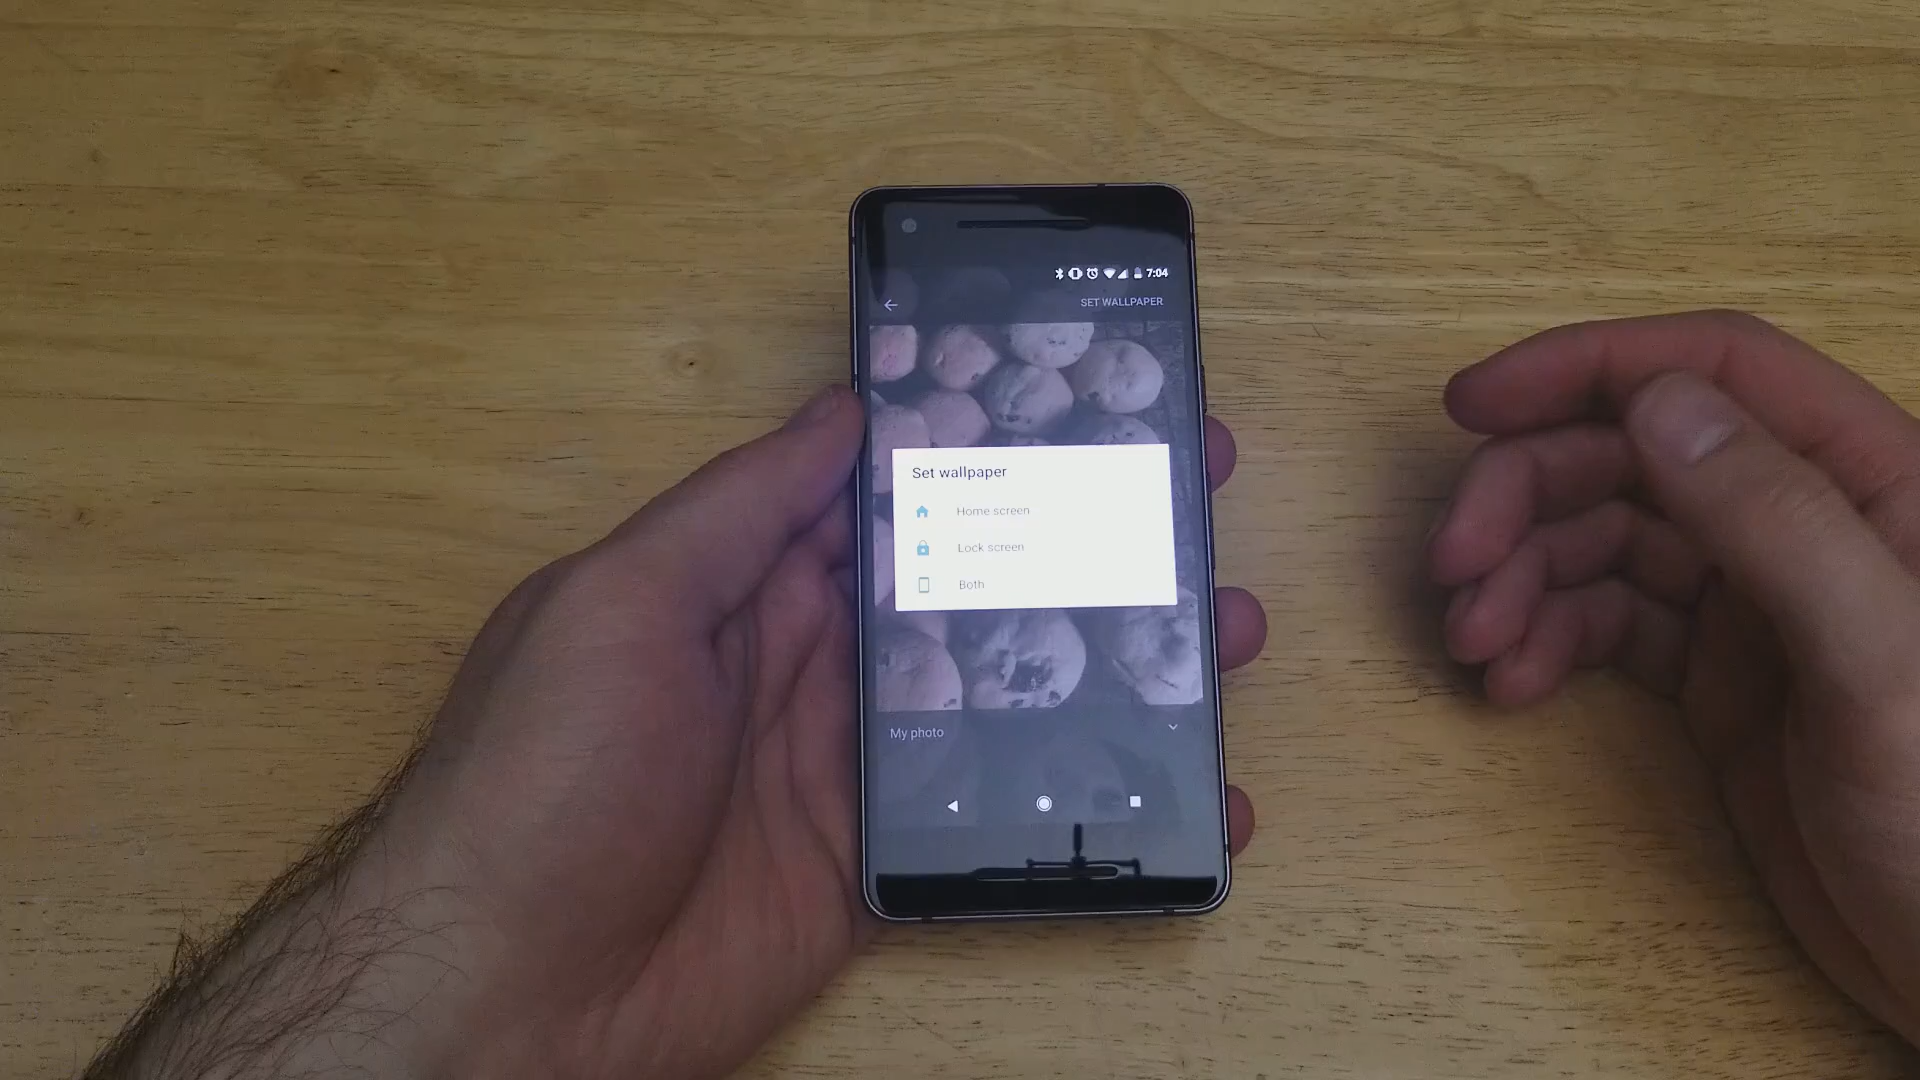 7:04
SET WALLPAPER
Set wallpaper
Home screen
Lock screen
Both
My photo